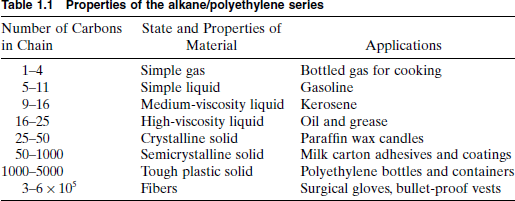 Table 1.1 Properties of the alkane/polyethylene series
Number of Carbons in Chain State and Properties of Material Applications
1–4 Simple gas Bottled gas for cooking
5–11 Simple liquid Gasoline
9–16 Medium-viscosity liquid Kerosene
16–25 High-viscosity liquid Oil and grease
25–50 Crystalline solid Paraffin wax candles
50–1000 Semicrystalline solid Milk carton adhesives and coatings
1000–5000 Tough plastic solid Polyethylene bottles and containers
3–6 × 10⁵ Fibers Surgical gloves, bullet-proof vests